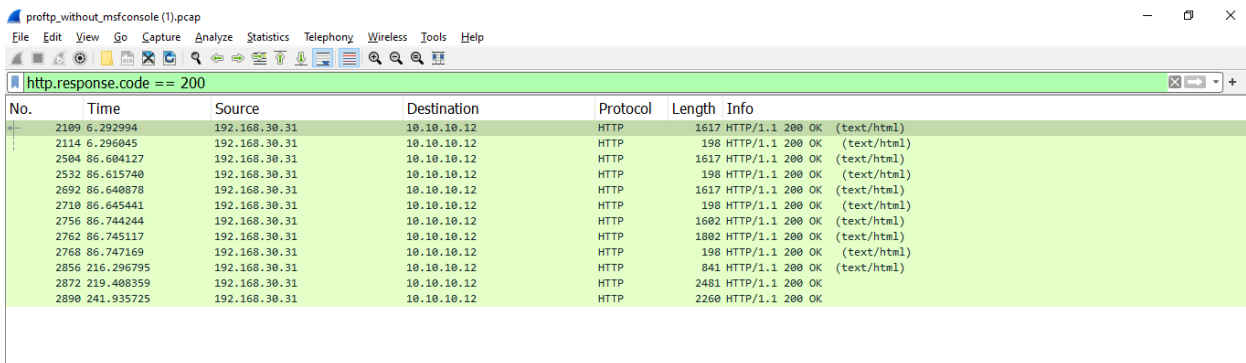 proftp_without_msfconsole (1).pcap
File Edit View Go Capture Analyze Statistics Telephony Wireless Tools Help
http.response.code == 200
No. Time Source Destination Protocol Length Info
2109 6.292994 192.168.30.31 10.10.10.12 HTTP 1617 HTTP/1.1 200 OK (text/html)
2114 6.296045 192.168.30.31 10.10.10.12 HTTP 198 HTTP/1.1 200 OK (text/html)
2504 86.604127 192.168.30.31 10.10.10.12 HTTP 1617 HTTP/1.1 200 OK (text/html)
2532 86.615740 192.168.30.31 10.10.10.12 HTTP 198 HTTP/1.1 200 OK (text/html)
2692 86.640878 192.168.30.31 10.10.10.12 HTTP 1617 HTTP/1.1 200 OK (text/html)
2710 86.645441 192.168.30.31 10.10.10.12 HTTP 198 HTTP/1.1 200 OK (text/html)
2756 86.744244 192.168.30.31 10.10.10.12 HTTP 1602 HTTP/1.1 200 OK (text/html)
2762 86.745117 192.168.30.31 10.10.10.12 HTTP 1802 HTTP/1.1 200 OK (text/html)
2768 86.747169 192.168.30.31 10.10.10.12 HTTP 198 HTTP/1.1 200 OK (text/html)
2856 216.296795 192.168.30.31 10.10.10.12 HTTP 841 HTTP/1.1 200 OK (text/html)
2872 219.408359 192.168.30.31 10.10.10.12 HTTP 2481 HTTP/1.1 200 OK
2890 241.935725 192.168.30.31 10.10.10.12 HTTP 2260 HTTP/1.1 200 OK